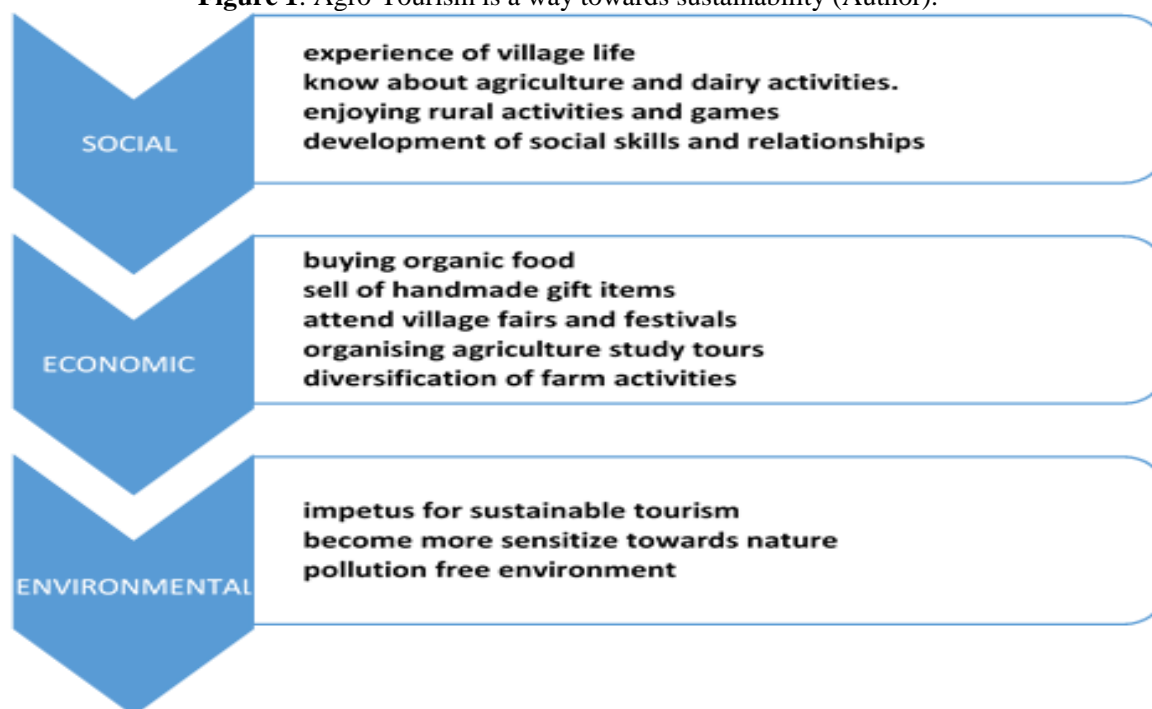 Figure 1. Agro-Tourism is a way towards sustainability (Author).
SOCIAL
experience of village life
know about agriculture and dairy activities.
enjoying rural activities and games
development of social skills and relationships
ECONOMIC
buying organic food
sell of handmade gift items
attend village fairs and festivals
organising agriculture study tours
diversification of farm activities
ENVIRONMENTAL
impetus for sustainable tourism
become more sensitize towards nature
pollution free environment